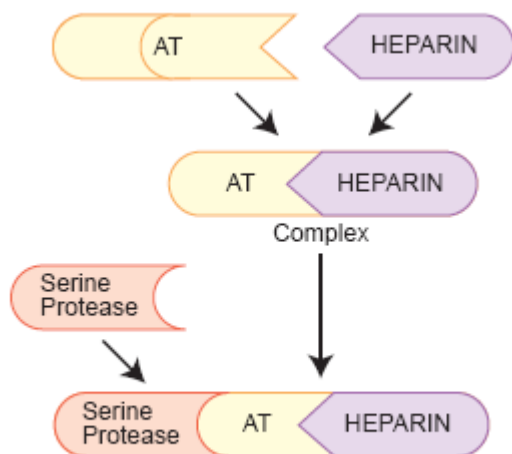 AT
HEPARIN
AT
HEPARIN
Complex
Serine
Protease
Serine
Protease
AT
HEPARIN